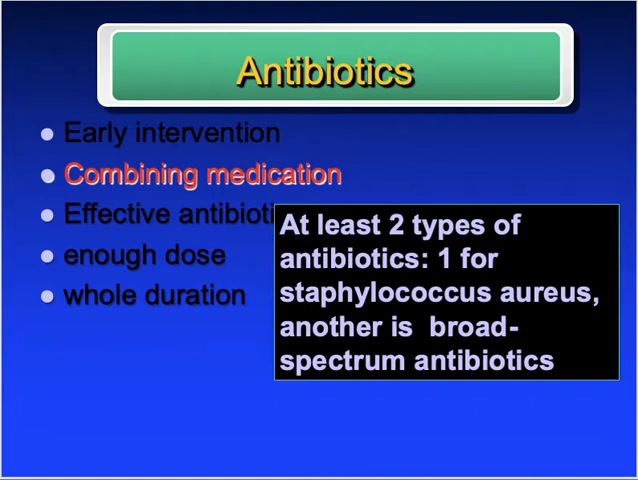 Antibiotics
Early intervention
Combining medication
Effective antibioti
enough dose
whole duration
At least 2 types of
antibiotics: 1 for
staphylococcus aureus,
another is broad-
spectrum antibiotics